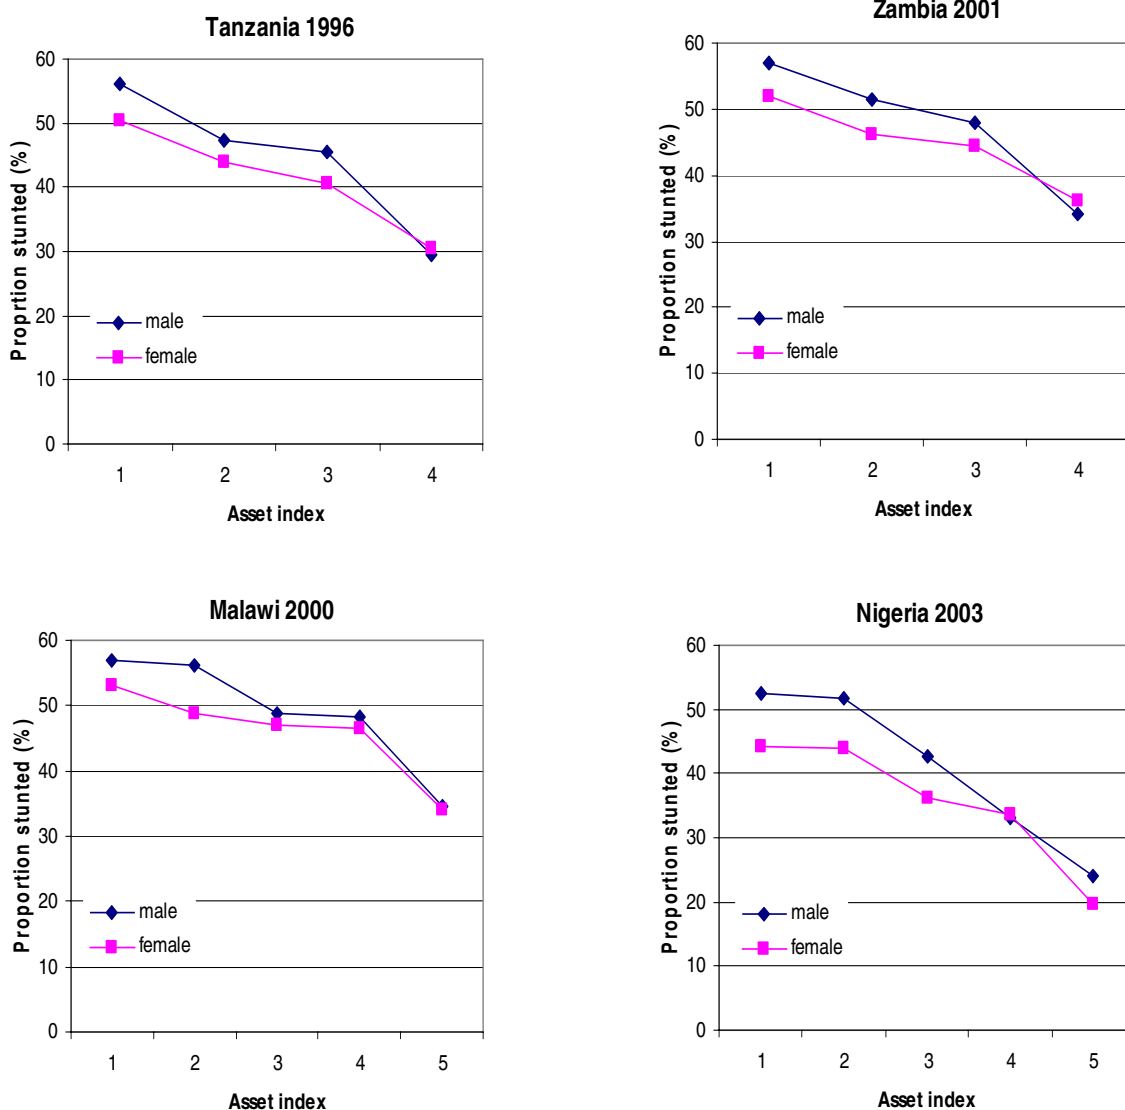 Tanzania 1996
60
50
40
30
20
10
0
Proprtion stunted (%)
male
female
1 2 3 4
Asset index
Zambia 2001
60
50
40
30
20
10
0
Proportion stunted (%)
male
female
1 2 3 4
Asset index
Malawi 2000
60
50
40
30
20
10
0
Proportion stunted (%)
male
female
1 2 3 4 5
Asset index
Nigeria 2003
60
50
40
30
20
10
0
Proportion stunted (%)
male
female
1 2 3 4 5
Asset index